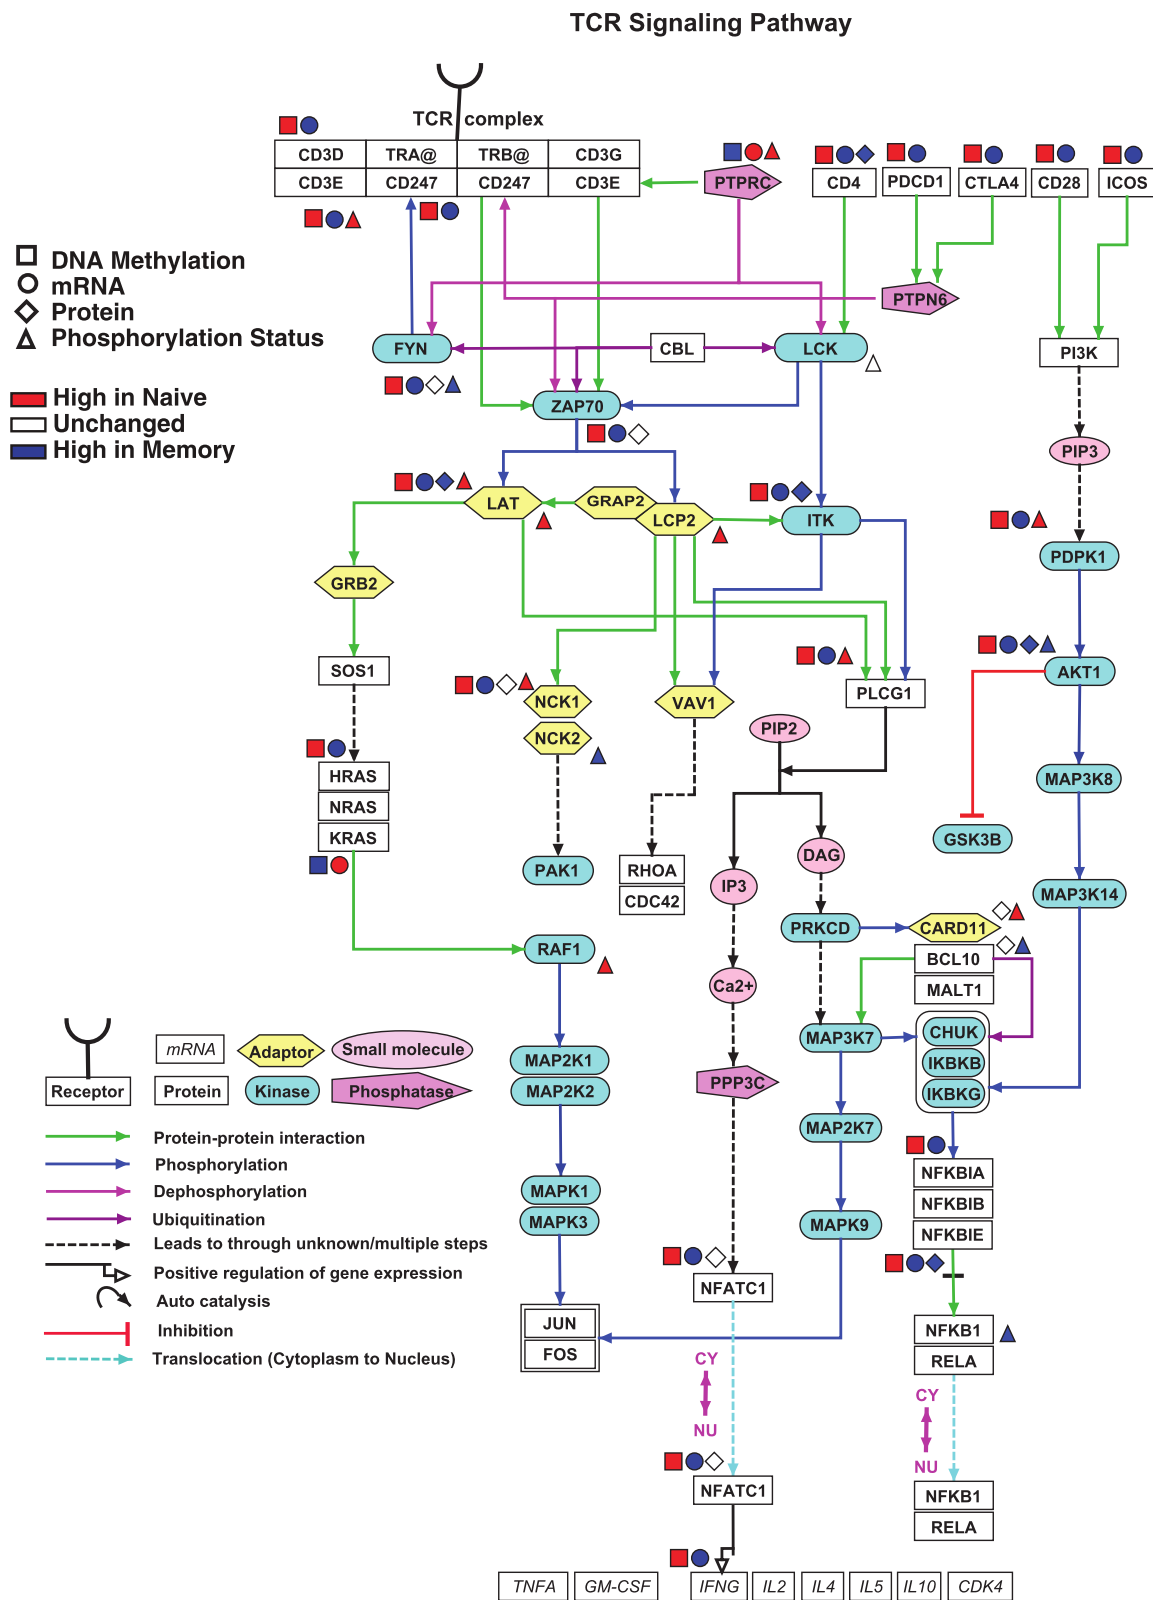 TCR Signaling Pathway
TCR complex
CD3D TRA@ TRB@ CD3G
CD3E CD247 CD247 CD3E
PTPRC
CD4
PDCD1
CTLA4
CD28
ICOS
DNA Methylation
mRNA
Protein
Phosphorylation Status
High in Naive
Unchanged
High in Memory
PTPN6
FYN
CBL
LCK
PI3K
ZAP70
PIP3
LAT
GRAP2
LCP2
ITK
PDPK1
GRB2
SOS1
AKT1
NCK1
VAV1
PLCG1
NCK2
PIP2
HRAS
NRAS
KRAS
MAP3K8
GSK3B
DAG
PAK1
RHOA
CDC42
IP3
MAP3K14
PRKCD
CARD11
RAF1
BCL10
MALT1
Ca2+
MAP3K7
CHUK
IKBKB
IKBKG
mRNA
Adaptor
Small molecule
Receptor
Protein
Kinase
Phosphatase
MAP2K1
MAP2K2
PPP3C
MAP2K7
Protein-protein interaction
Phosphorylation
Dephosphorylation
Ubiquitination
Leads to through unknown/multiple steps
Positive regulation of gene expression
Auto catalysis
Inhibition
Translocation (Cytoplasm to Nucleus)
NFKBIA
NFKBIB
NFKBIE
MAPK1
MAPK3
MAPK9
NFATC1
JUN
FOS
NFKB1
RELA
CY
NU
CY
NU
NFATC1
NFKB1
RELA
TNFA GM-CSF IFNG IL2 IL4 IL5 IL10 CDK4